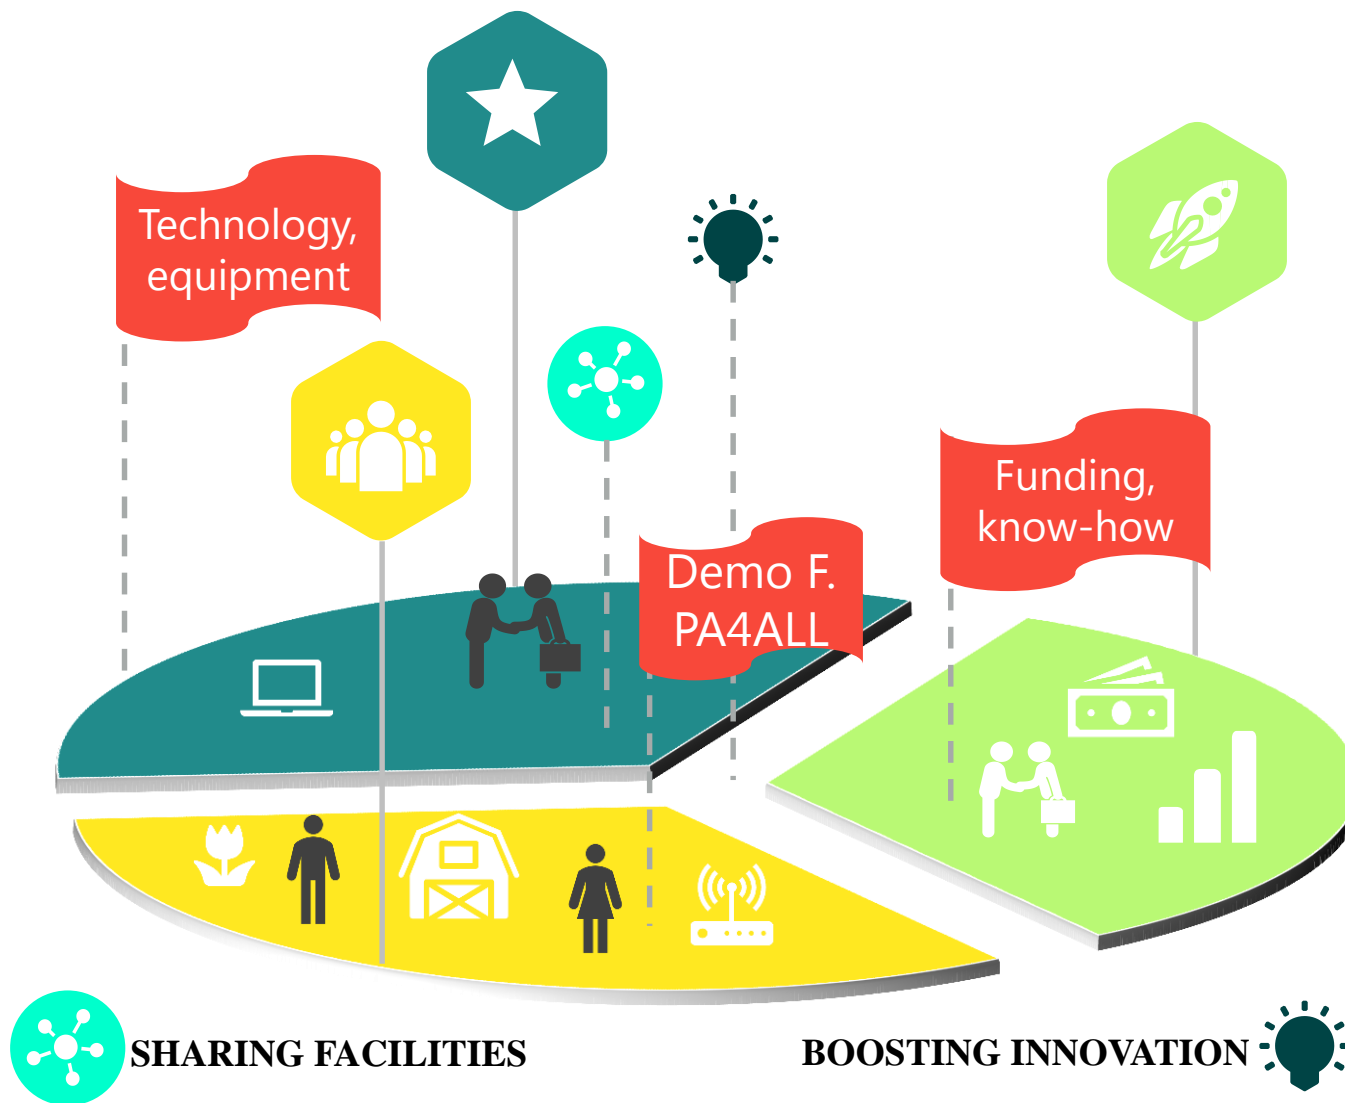 Technology,
equipment
Funding,
know-how
Demo F.
PA4ALL
SHARING FACILITIES
BOOSTING INNOVATION